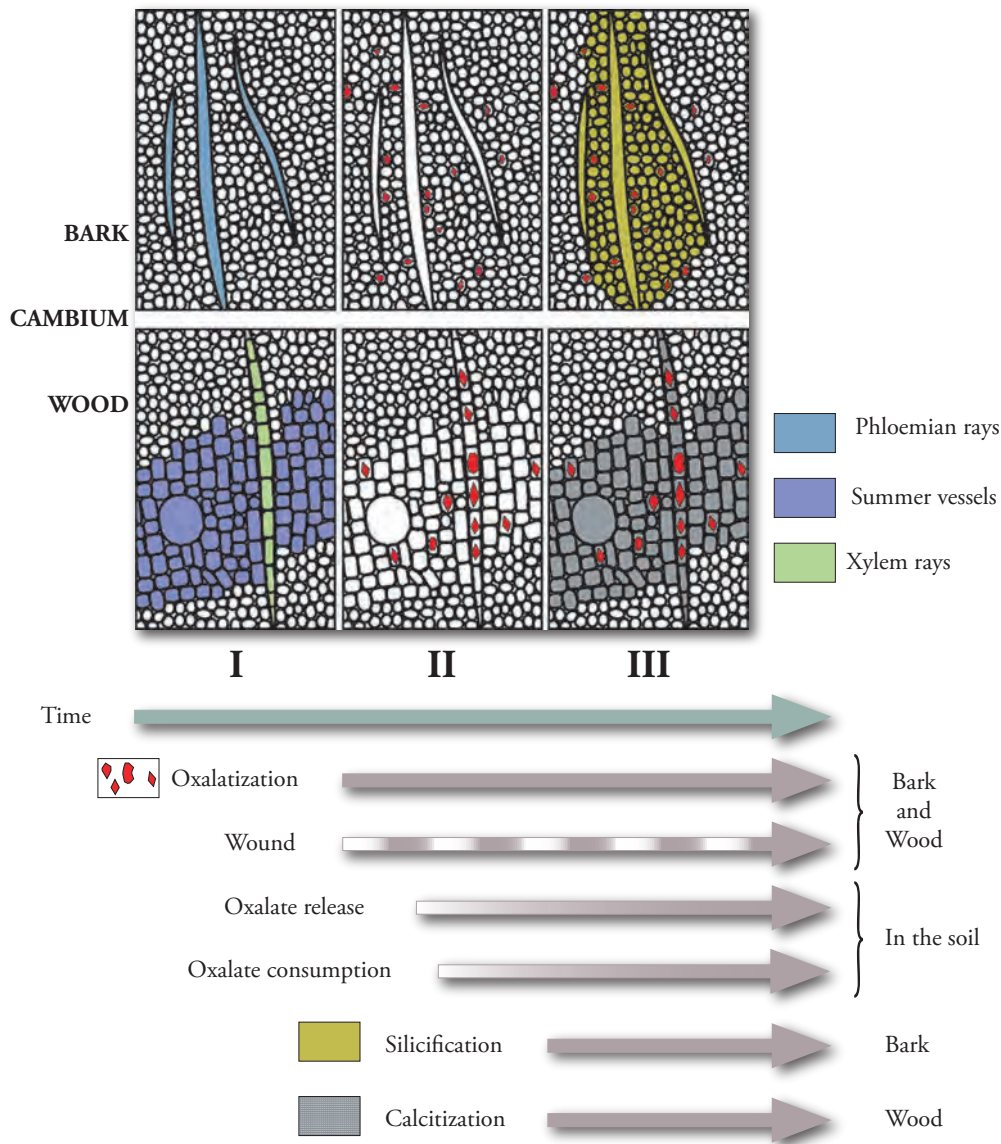 BARK
CAMBIUM
WOOD
Phloemian rays
Summer vessels
Xylem rays
I
II
III
Time
Oxalatization
Bark
and
Wood
Wound
Oxalate release
In the soil
Oxalate consumption
Silicification
Bark
Calcitization
Wood